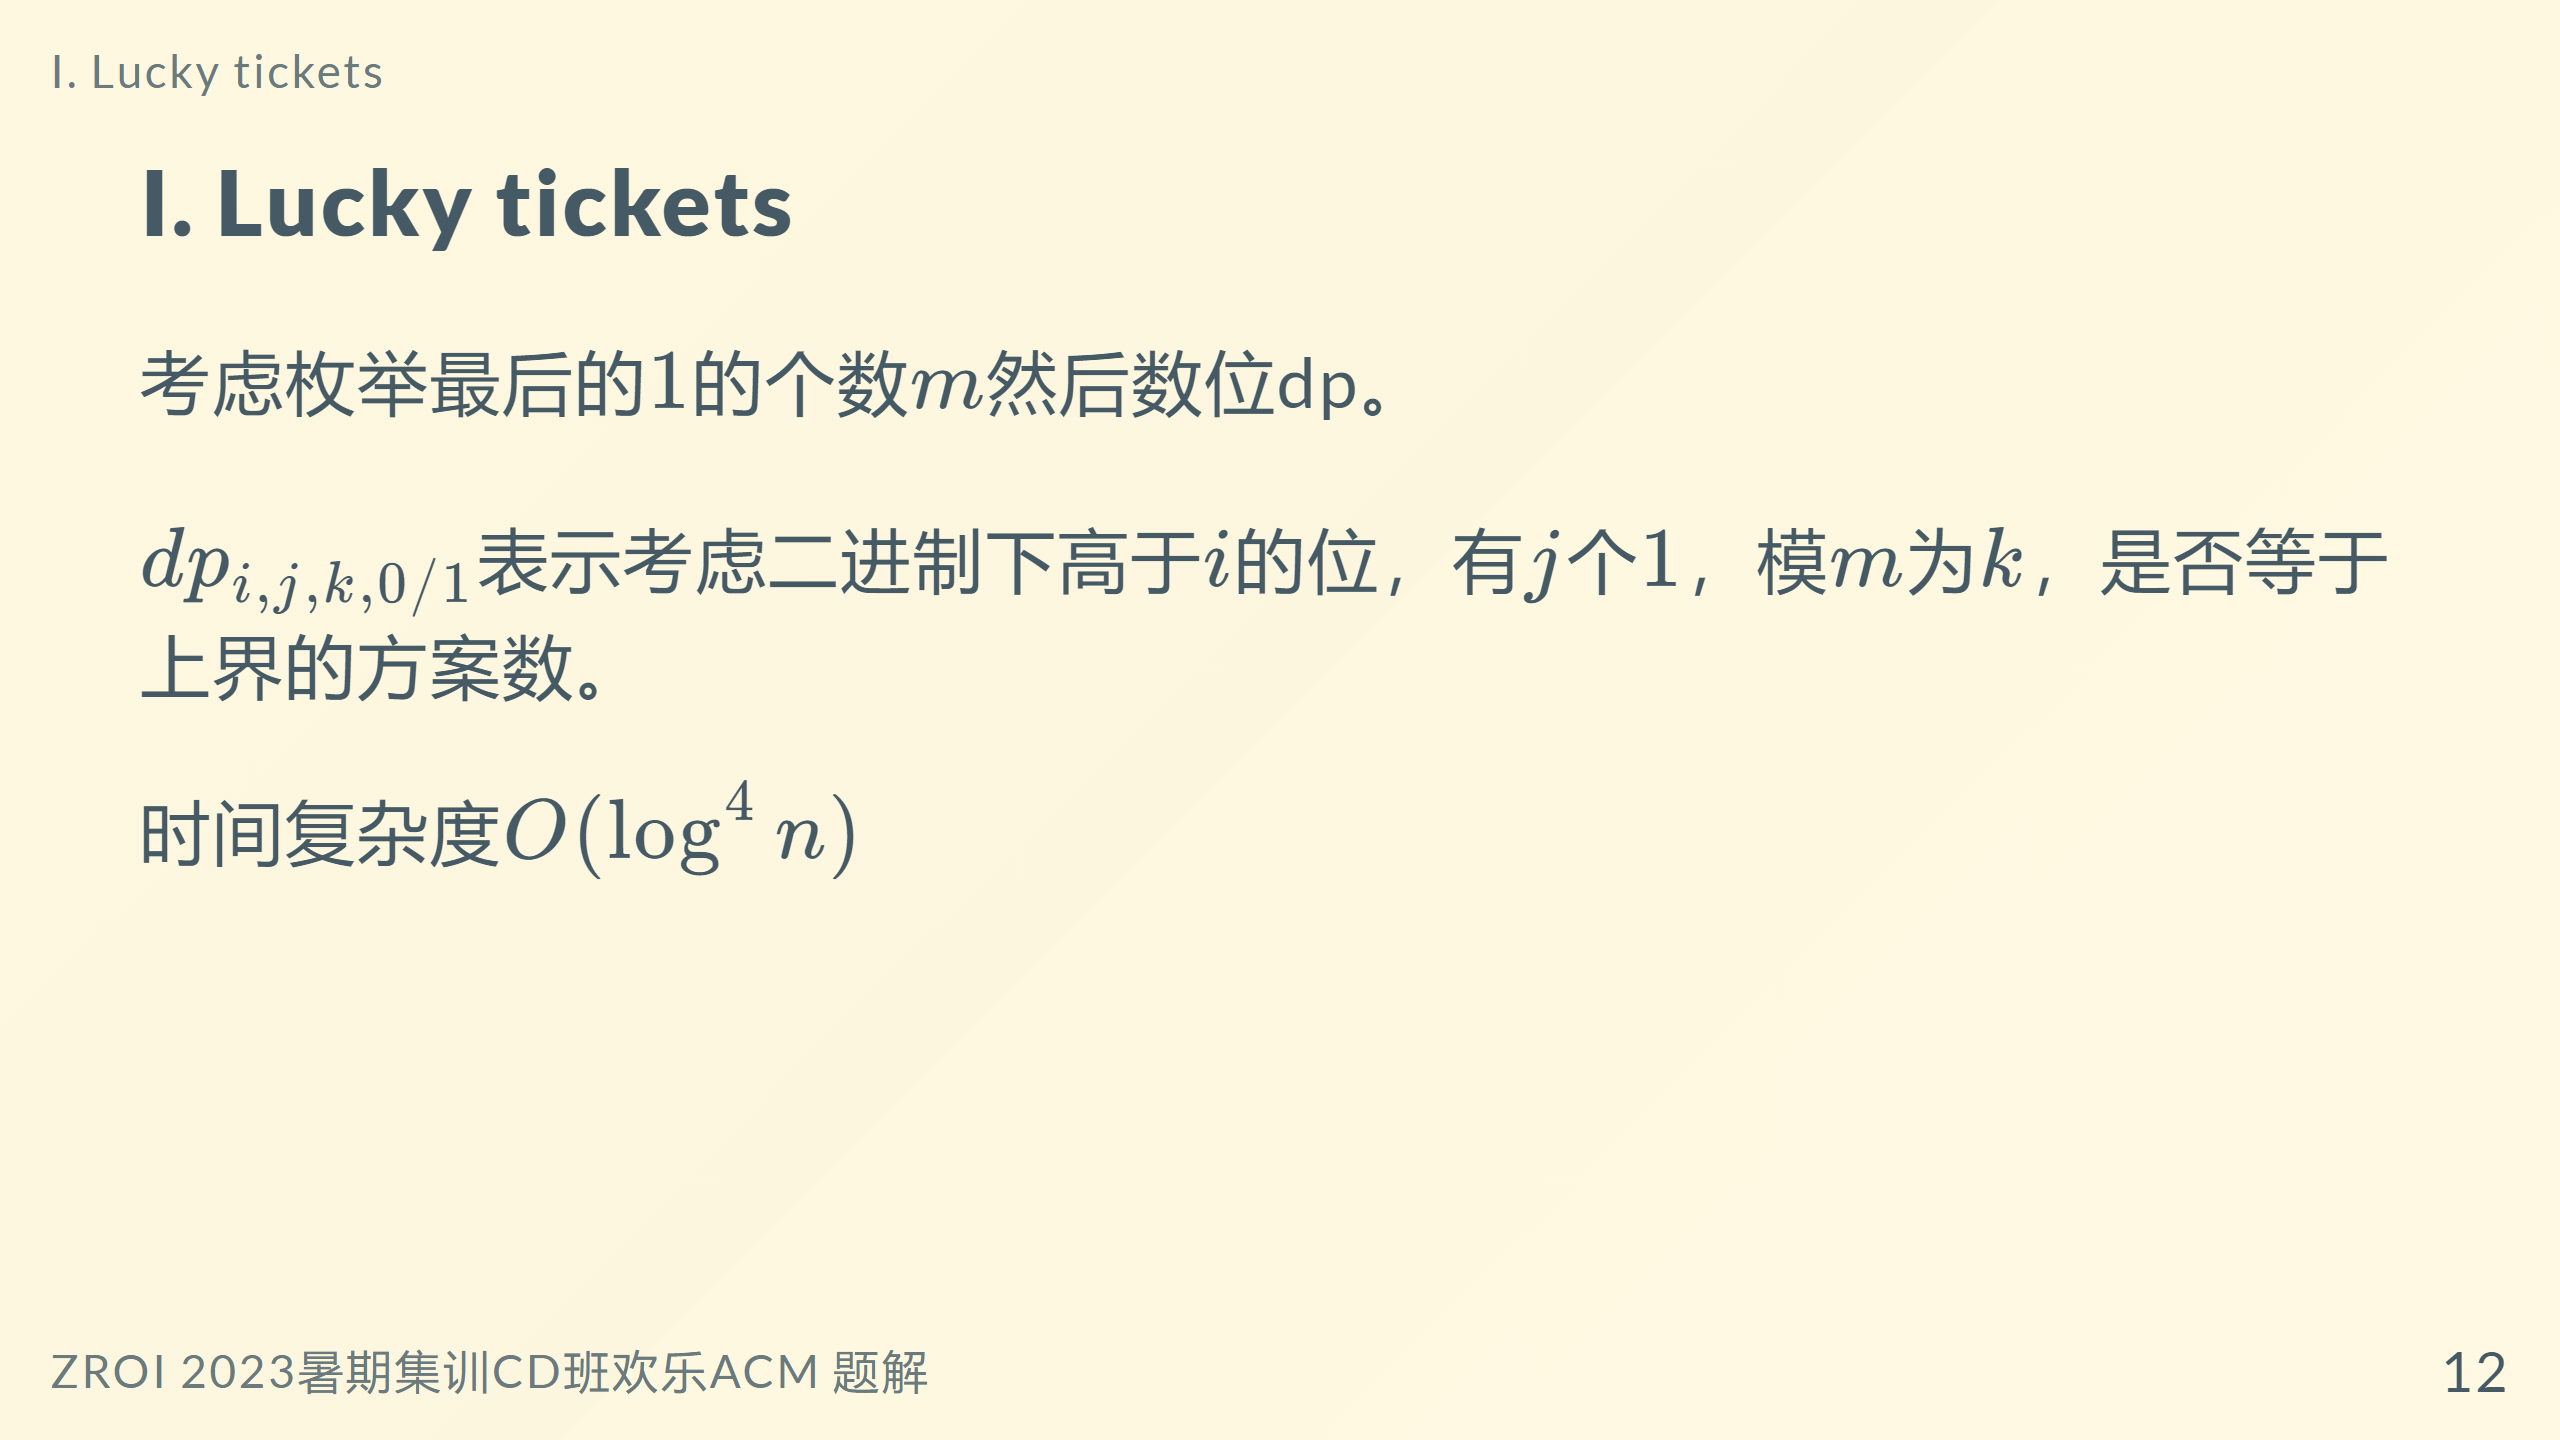 I. Lucky tickets
I. Lucky tickets
考虑枚举最后的1的个数m然后数位dp。
dp_{i,j,k,0/1}表示考虑二进制下高于i的位，有j个1，模m为k，是否等于
上界的方案数。
时间复杂度O(log^4 n)
ZROI 2023暑期集训CD班欢乐ACM 题解
12